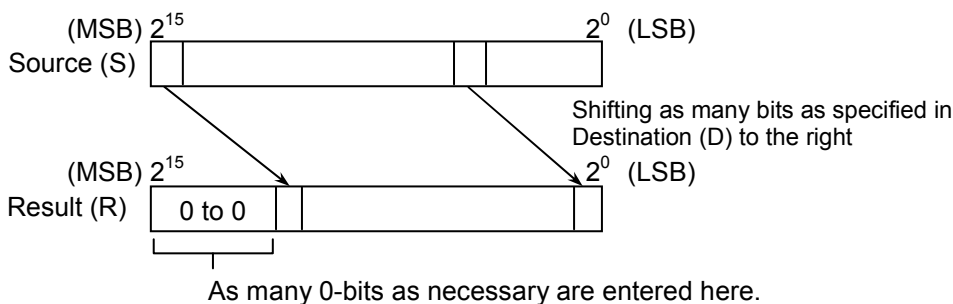 (MSB) 2^15 2^0 (LSB)
Source (S)
Shifting as many bits as specified in
Destination (D) to the right
(MSB) 2^15 2^0 (LSB)
Result (R) 0 to 0
As many 0-bits as necessary are entered here.